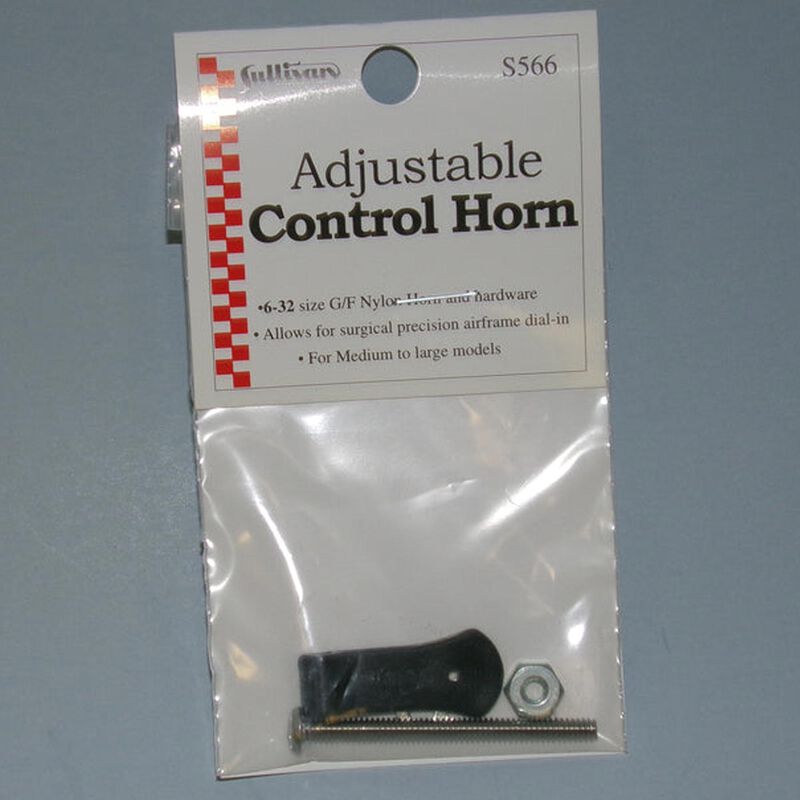 Sullivan
S566
Adjustable
Control Horn
•6-32 size G/F Nylon Horn and hardware
• Allows for surgical precision airframe dial-in
• For Medium to large models